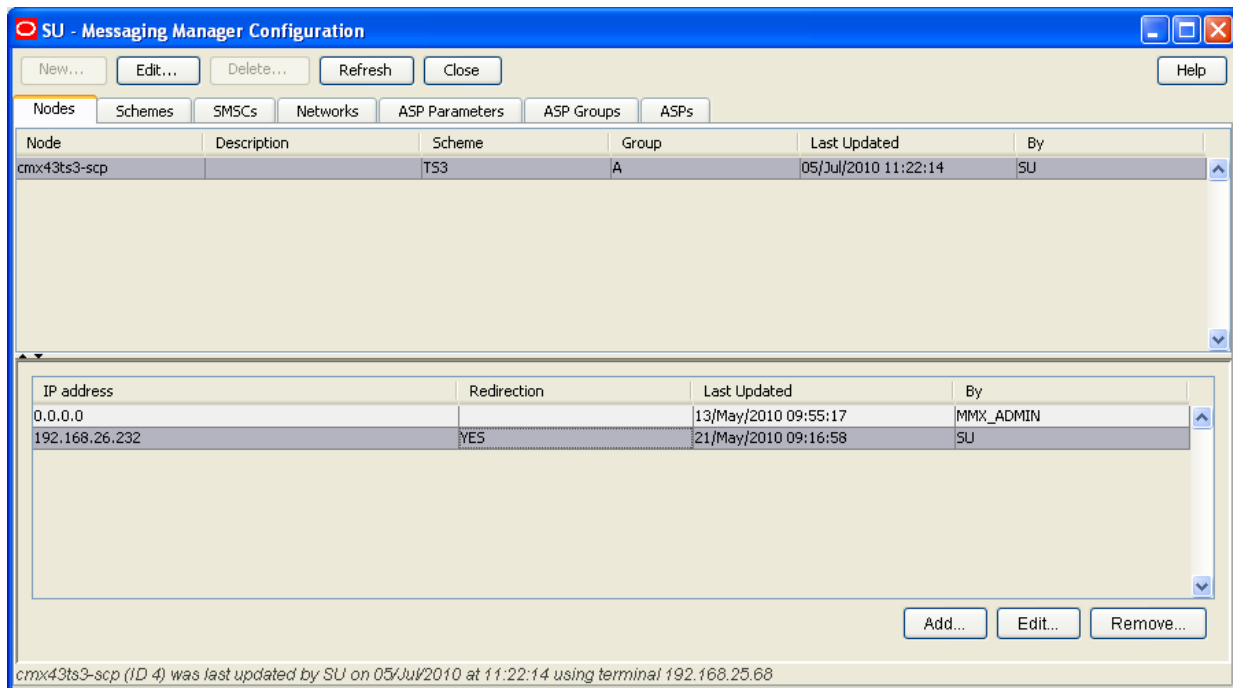 SU - Messaging Manager Configuration
New... Edit... Delete... Refresh Close Help
Nodes Schemes SMSCs Networks ASP Parameters ASP Groups ASPs
Node Description Scheme Group Last Updated By
cmx43ts3-scp TS3 A 05/Jul/2010 11:22:14 SU
IP address Redirection Last Updated By
0.0.0.0 13/May/2010 09:55:17 MMX_ADMIN
192.168.26.232 YES 21/May/2010 09:16:58 SU
Add... Edit... Remove...
cmx43ts3-scp (ID 4) was last updated by SU on 05/Jul/2010 at 11:22:14 using terminal 192.168.25.68